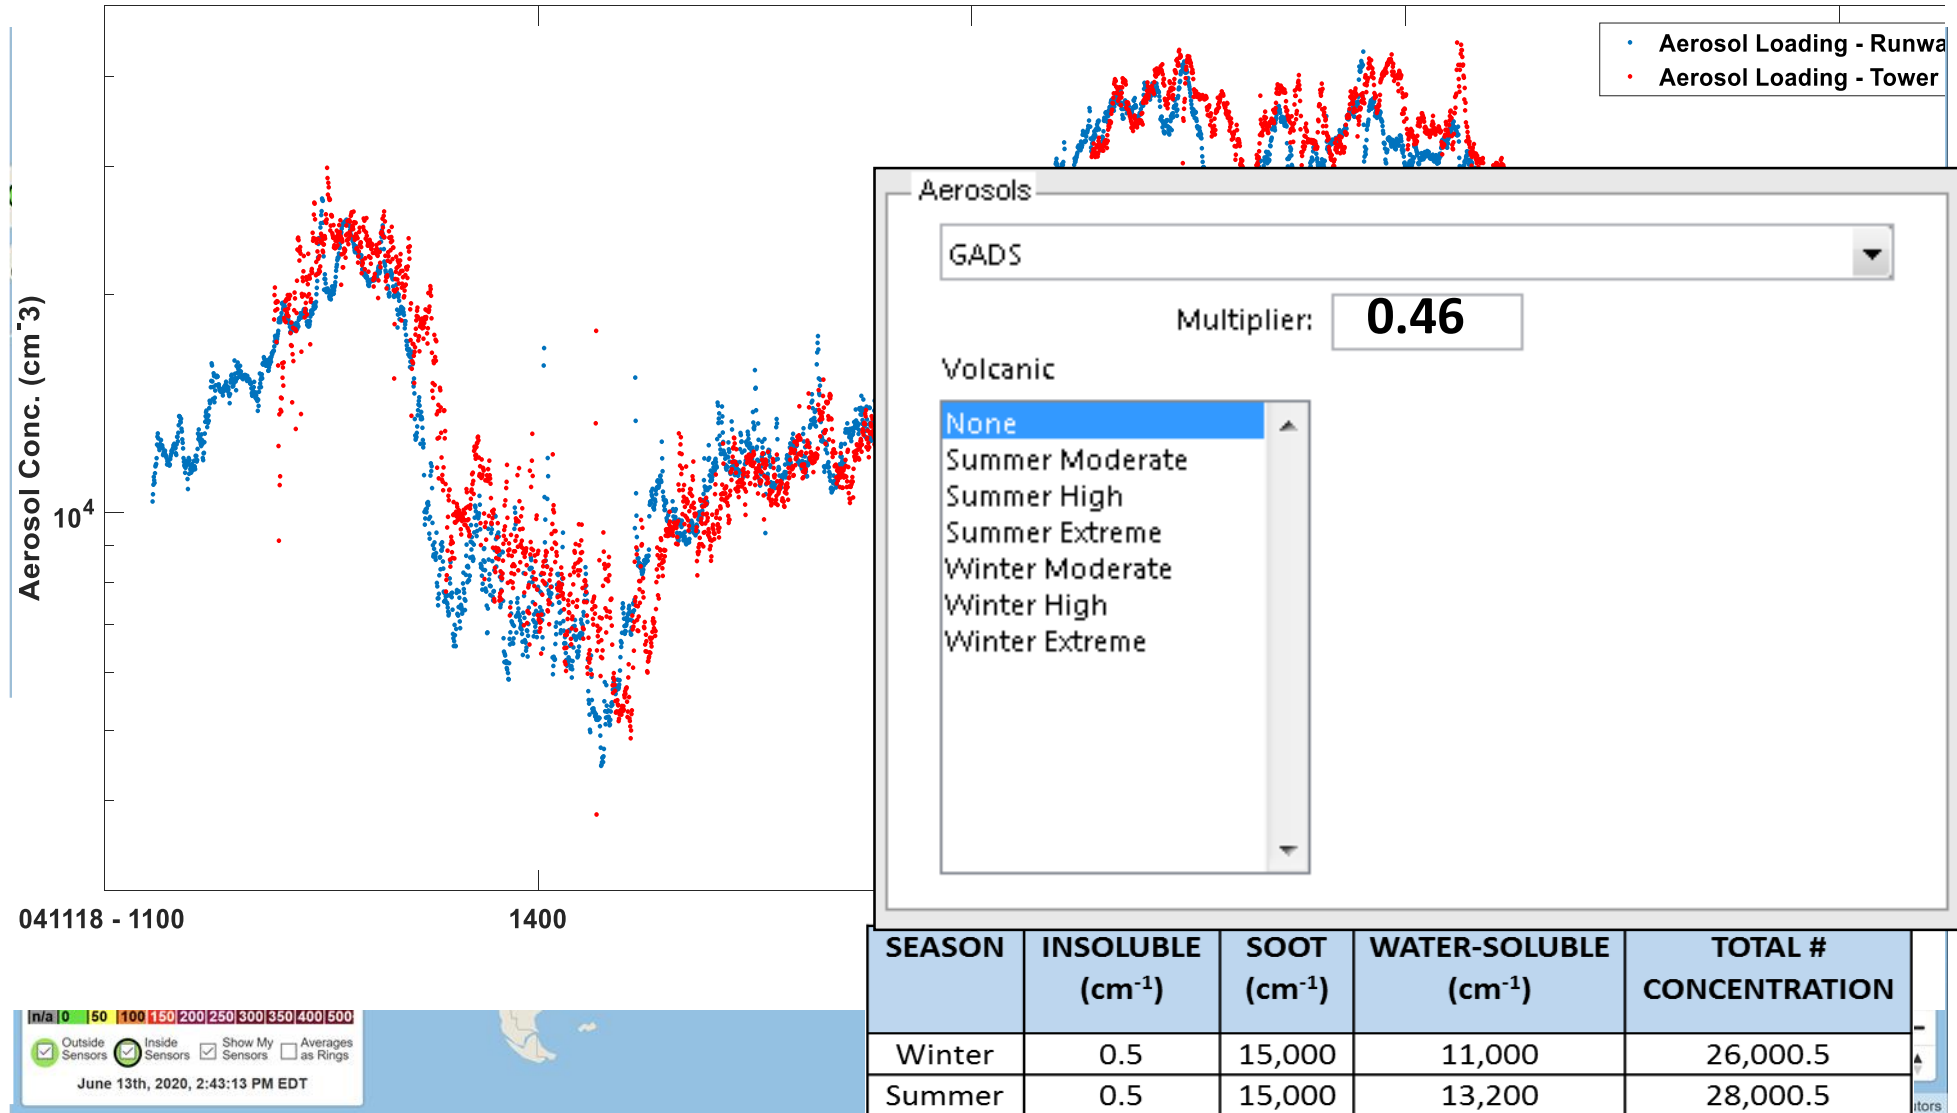 Aerosol Loading - Runwa
Aerosol Loading - Tower
Aerosol Conc. (cm⁻3)
10⁴
041118 - 1100
1400
Aerosols
GADS
Multiplier: 0.46
Volcanic
None
Summer Moderate
Summer High
Summer Extreme
Winter Moderate
Winter High
Winter Extreme
SEASON INSOLUBLE (cm⁻¹) SOOT (cm⁻¹) WATER-SOLUBLE (cm⁻¹) TOTAL # CONCENTRATION
Winter 0.5 15,000 11,000 26,000.5
Summer 0.5 15,000 13,200 28,000.5
n/a 0 50 100 150 200 250 300 350 400 500
Outside Sensors
Inside Sensors
Show My Sensors
Averages as Rings
June 13th, 2020, 2:43:13 PM EDT